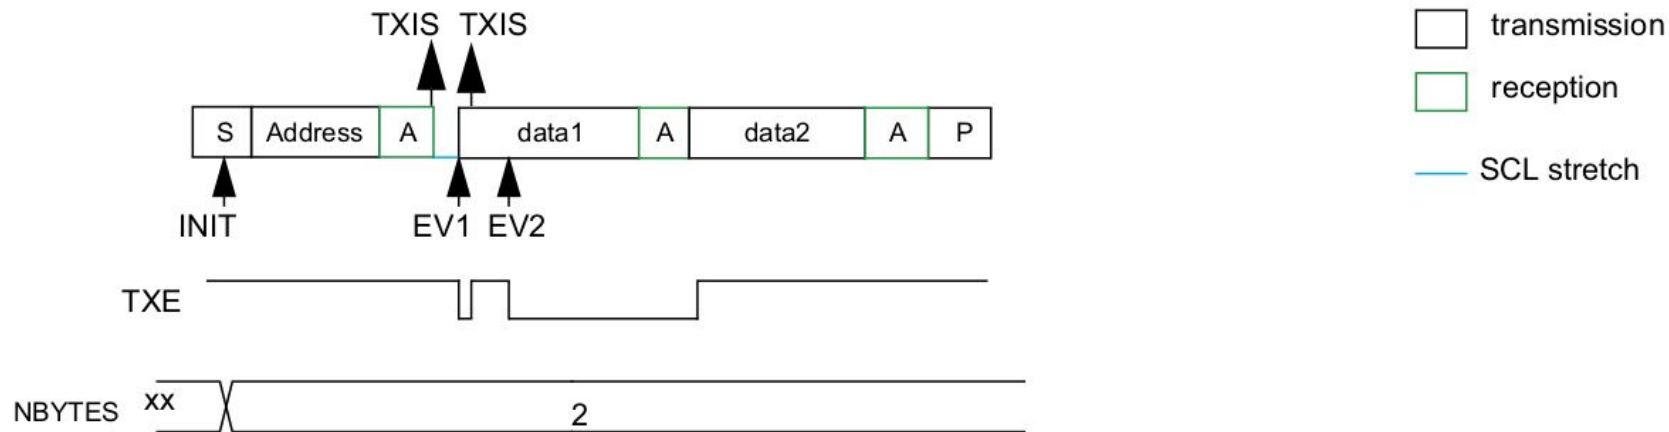 TXIS TXIS
transmission
reception
SCL stretch
S Address A data1 A data2 A P
INIT EV1 EV2
TXE
NBYTES xx 2